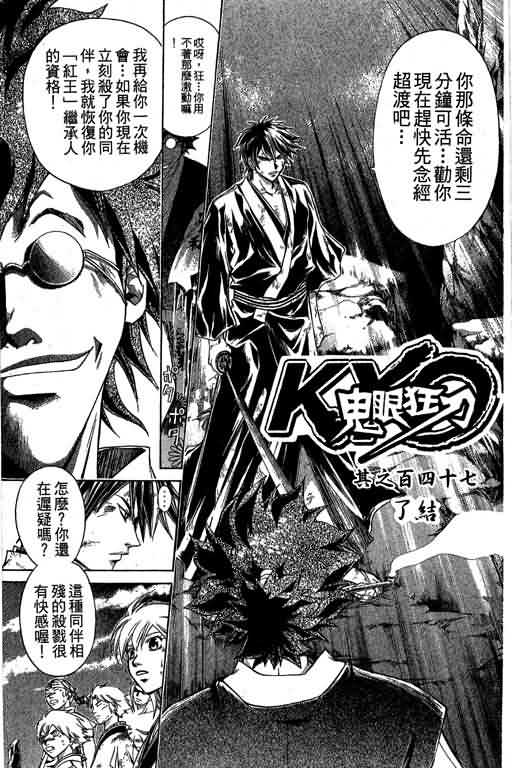 你那條命還剩三
分鐘可活…勸你
現在趕快先念經
超渡吧…
哎呀，狂…你用
不著那麼激動嘛
！
我再給你一次機
會…如果你現在
立刻殺了你的同
伴，我就恢復你
「紅王」繼承人
的資格！
KYO
鬼眼狂刀
其之百四十七
了結
ポク
ポク
…
怎麼？你還
在遲疑嗎？
這種同伴相
殘的殺戮很
有快感喔！